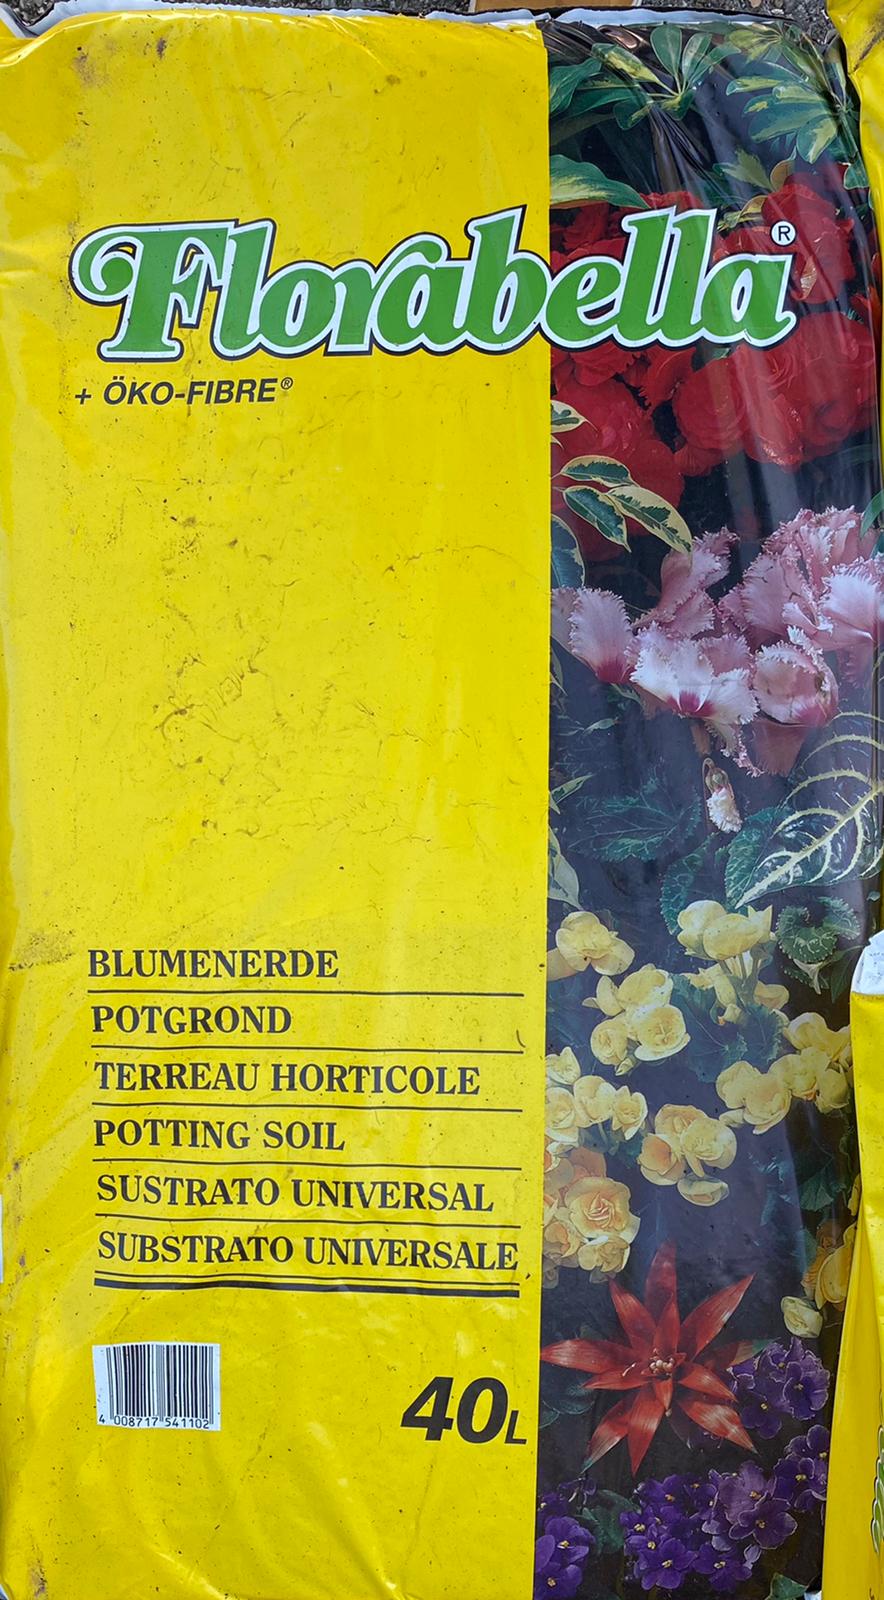 Florabella®
+ ÖKO-FIBRE®
BLUMENERDE
POTGROND
TERREAU HORTICOLE
POTTING SOIL
SUSTRATO UNIVERSAL
SUBSTRATO UNIVERSALE
40L
4 008717 541102